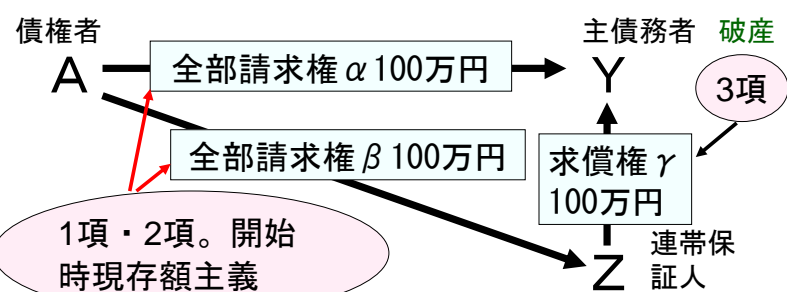 債権者
主債務者 破産
A
全部請求権α100万円
Y
3項
全部請求権β100万円
求償権γ
100万円
1項・2項。開始
時現存額主義
連帯保
証人
Z